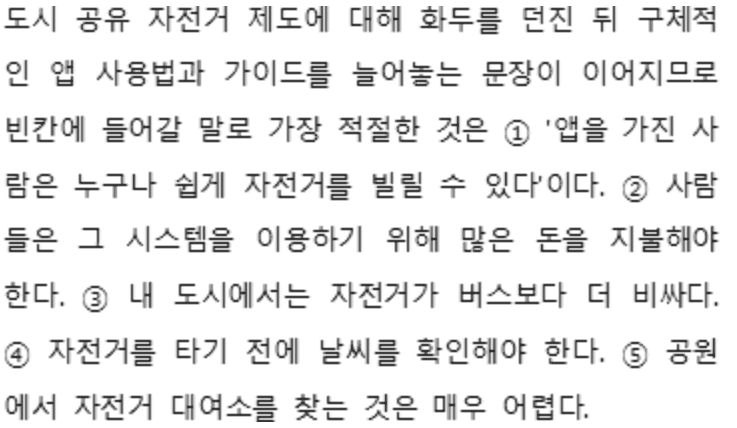 도시 공유 자전거 제도에 대해 화두를 던진 뒤 구체적
인 앱 사용법과 가이드를 늘어놓는 문장이 이어지므로
빈칸에 들어갈 말로 가장 적절한 것은 ① '앱을 가진 사
람은 누구나 쉽게 자전거를 빌릴 수 있다'이다. ② 사람
들은 그 시스템을 이용하기 위해 많은 돈을 지불해야
한다. ③ 내 도시에서는 자전거가 버스보다 더 비싸다.
④ 자전거를 타기 전에 날씨를 확인해야 한다. ⑤ 공원
에서 자전거 대여소를 찾는 것은 매우 어렵다.